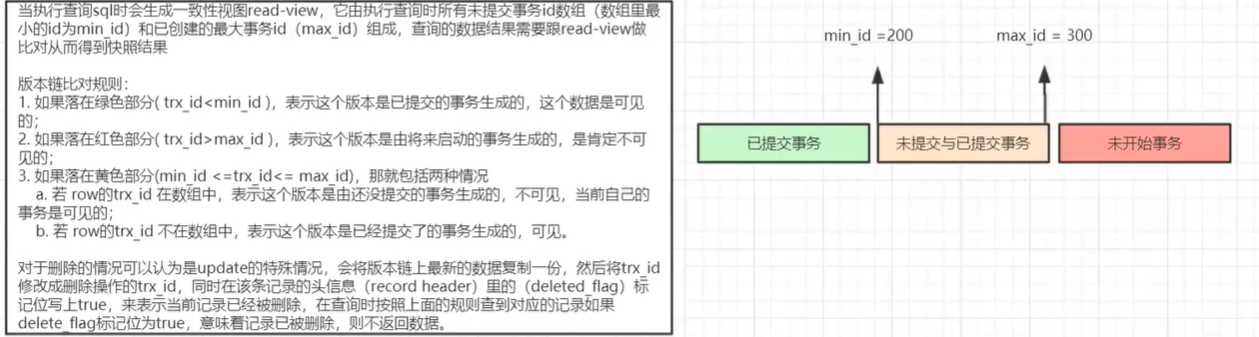 当执行查询sql时会生成一致性视图read-view，它由执行查询时所有未提交事务id数组（数组里最
小的id为min_id）和已创建的最大事务id（max_id）组成，查询的数据结果需要跟read-view做
比对从而得到快照结果
版本链比对规则：
1. 如果落在绿色部分( trx_id<min_id )，表示这个版本是已提交的事务生成的，这个数据是可见
的；
2. 如果落在红色部分( trx_id>max_id )，表示这个版本是由将来启动的事务生成的，是肯定不可
见的；
3. 如果落在黄色部分(min_id <=trx_id<= max_id)，那就包括两种情况
a. 若 row的trx_id 在数组中，表示这个版本是由还没提交的事务生成的，不可见，当前自己的
事务是可见的；
b. 若 row的trx_id 不在数组中，表示这个版本是已经提交了的事务生成的，可见。
对于删除的情况可以认为是update的特殊情况，会将版本链上最新的数据复制一份，然后将trx_id
修改成删除操作的trx_id，同时在该条记录的头信息（record header）里的（deleted_flag）标
记位写上true，来表示当前记录已经被删除，在查询时按照上面的规则查到对应的记录如果
delete_flag标记位为true，意味着记录已被删除，则不返回数据。
min_id =200
max_id = 300
已提交事务
未提交与已提交事务
未开始事务